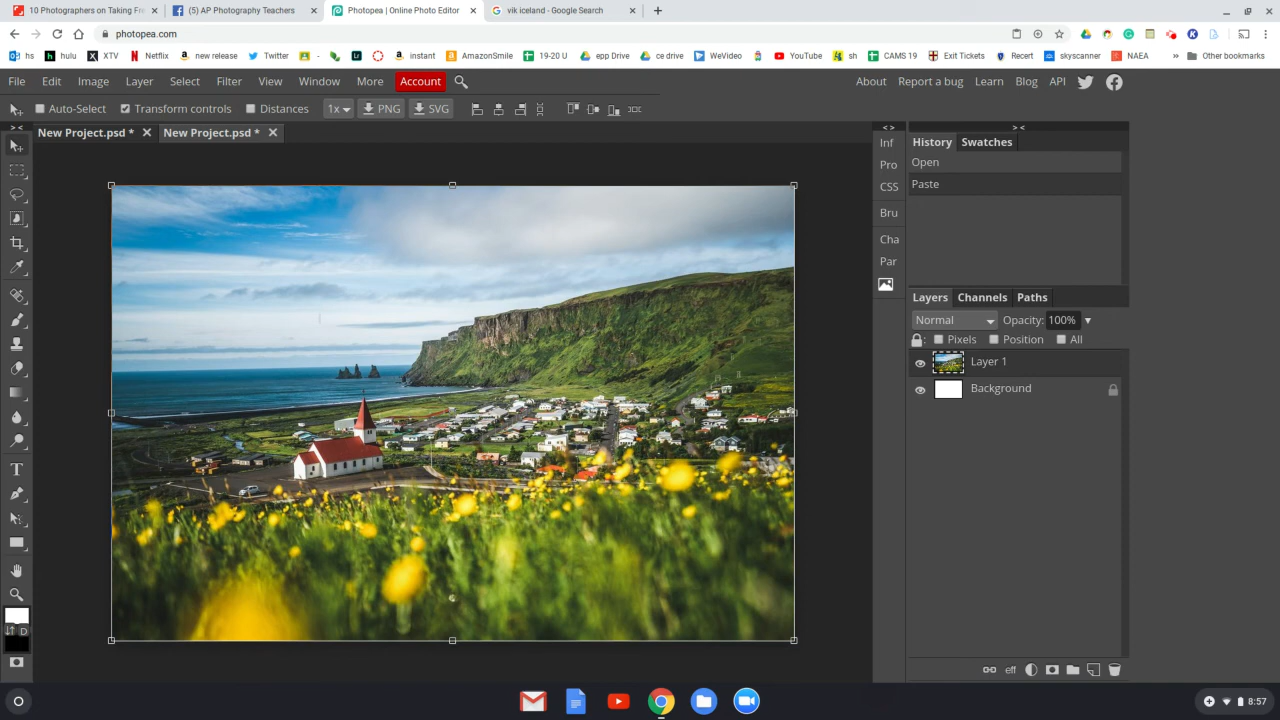 10 Photographers on Taking Fre
(5) AP Photography Teachers
Photopea | Online Photo Editor
vik iceland - Google Search
photopea.com
hs
hulu
XTV
Netflix
new release
Twitter
-
instant
AmazonSmile
19-20 U
epp Drive
ce drive
WeVideo
YouTube
sh
CAMS 19
Exit Tickets
Recert
skyscanner
NAEA
»
Other bookmarks
File Edit Image Layer Select Filter View Window More Account
About Report a bug Learn Blog API
Auto-Select Transform controls Distances 1x PNG SVG
> <
New Project.psd * New Project.psd *
< >
> <
Inf
Pro
CSS
Bru
Cha
Par
History Swatches
Open
Paste
Layers Channels Paths
Normal Opacity: 100%
: Pixels Position All
Layer 1
Background
T
D
eff
8:57